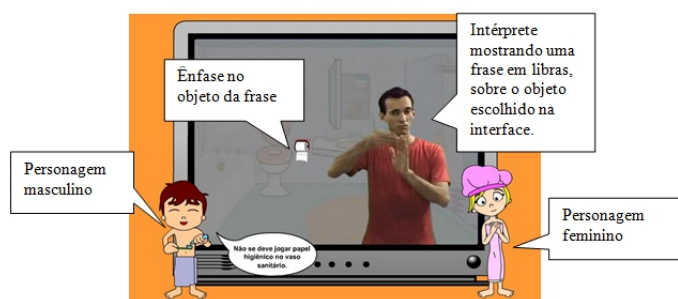 Ênfase no
objeto da frase
Intérprete
mostrando uma
frase em libras,
sobre o objeto
escolhido na
interface.
Personagem
masculino
Não se deve jogar papel
higiênico no vaso
sanitário.
Personagem
feminino